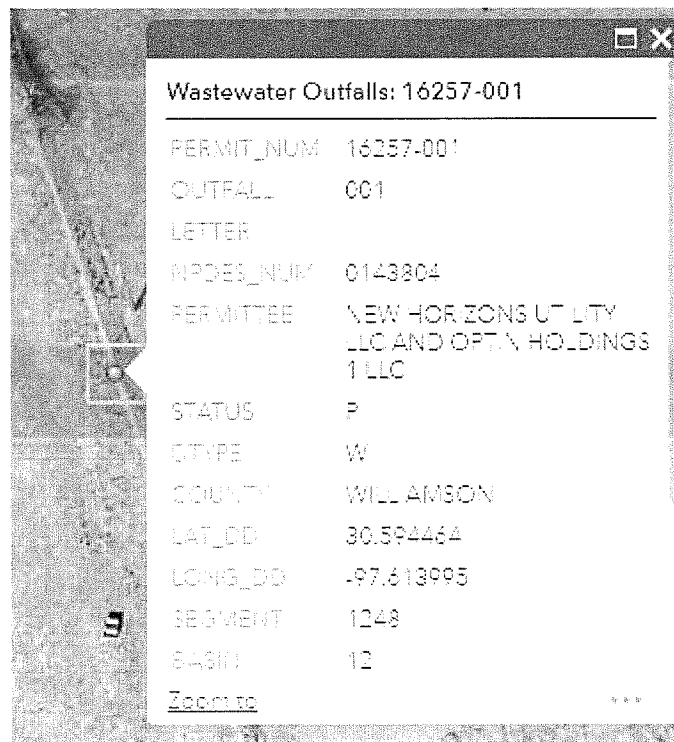 Wastewater Outfalls: 16257-001
PERMIT_NUM 16257-001
OUTFALL 001
LETTER
NPDES_NUM 0143804
PERMITTEE NEW HORIZONS UTILITY
LLC AND HOLDINGS
1 LLC
STATUS P
CTYPE W
COUNTY WILLIAMSON
LAT_DD 30.594464
LONG_DD -97.613995
SEGMENT 1248
BASIN 12
Zoom to